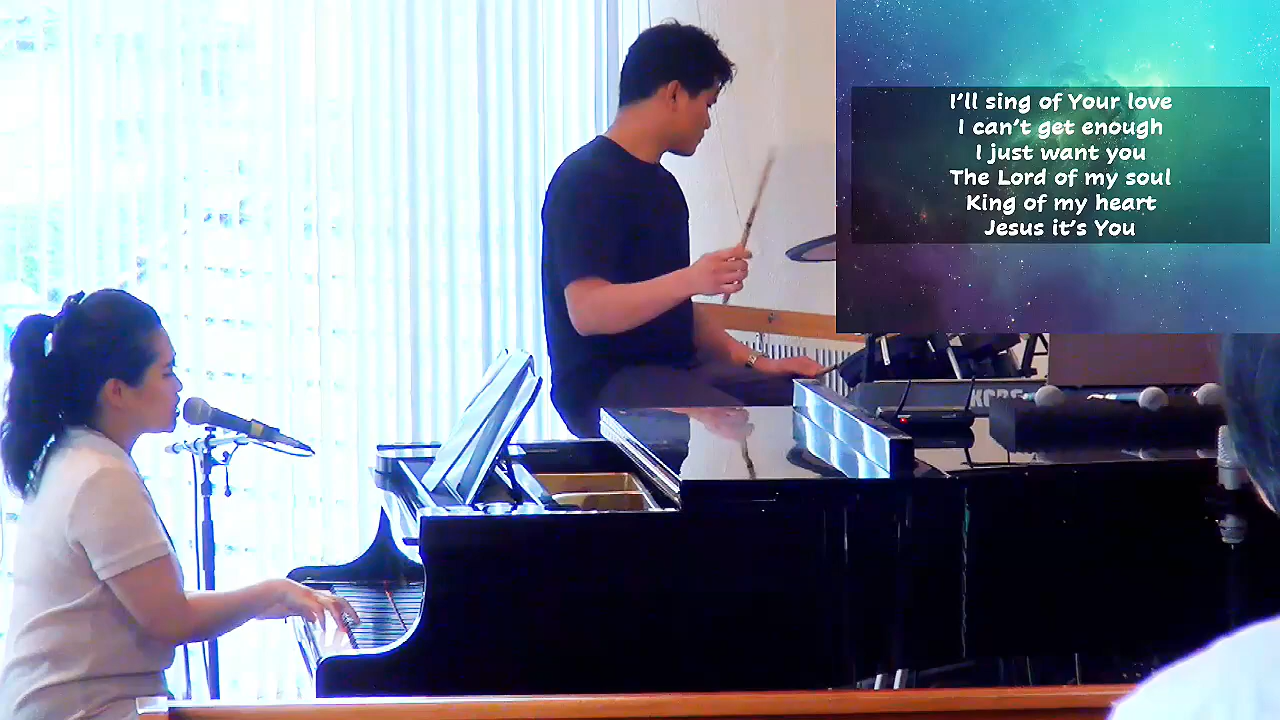 I'll sing of Your love
I can't get enough
I just want you
The Lord of my soul
King of my heart
Jesus it's You
KORG